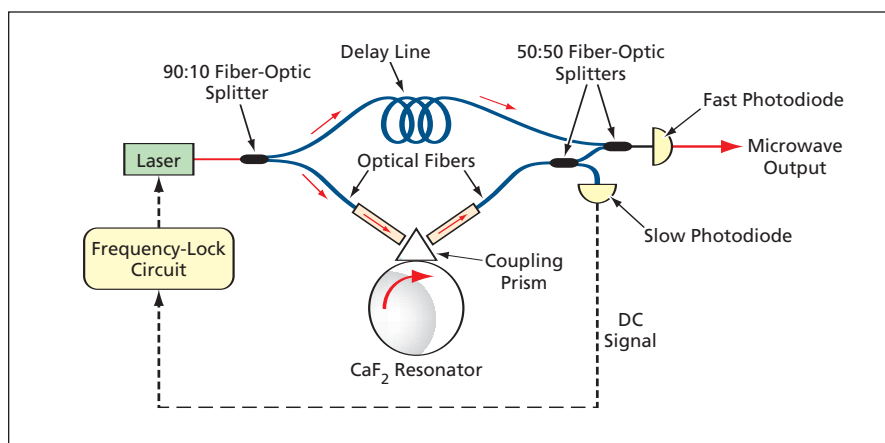 Delay Line
50:50 Fiber-Optic
Splitters
90:10 Fiber-Optic
Splitter
Fast Photodiode
Laser
Optical Fibers
Microwave
Output
Slow Photodiode
Frequency-Lock
Circuit
Coupling
Prism
DC
Signal
CaF₂ Resonator